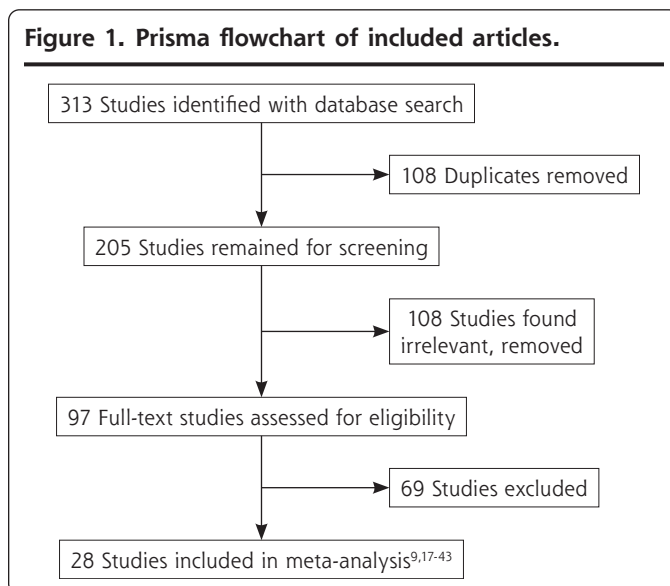 Figure 1. Prisma flowchart of included articles.
313 Studies identified with database search
108 Duplicates removed
205 Studies remained for screening
108 Studies found
irrelevant, removed
97 Full-text studies assessed for eligibility
69 Studies excluded
28 Studies included in meta-analysis9,17-43